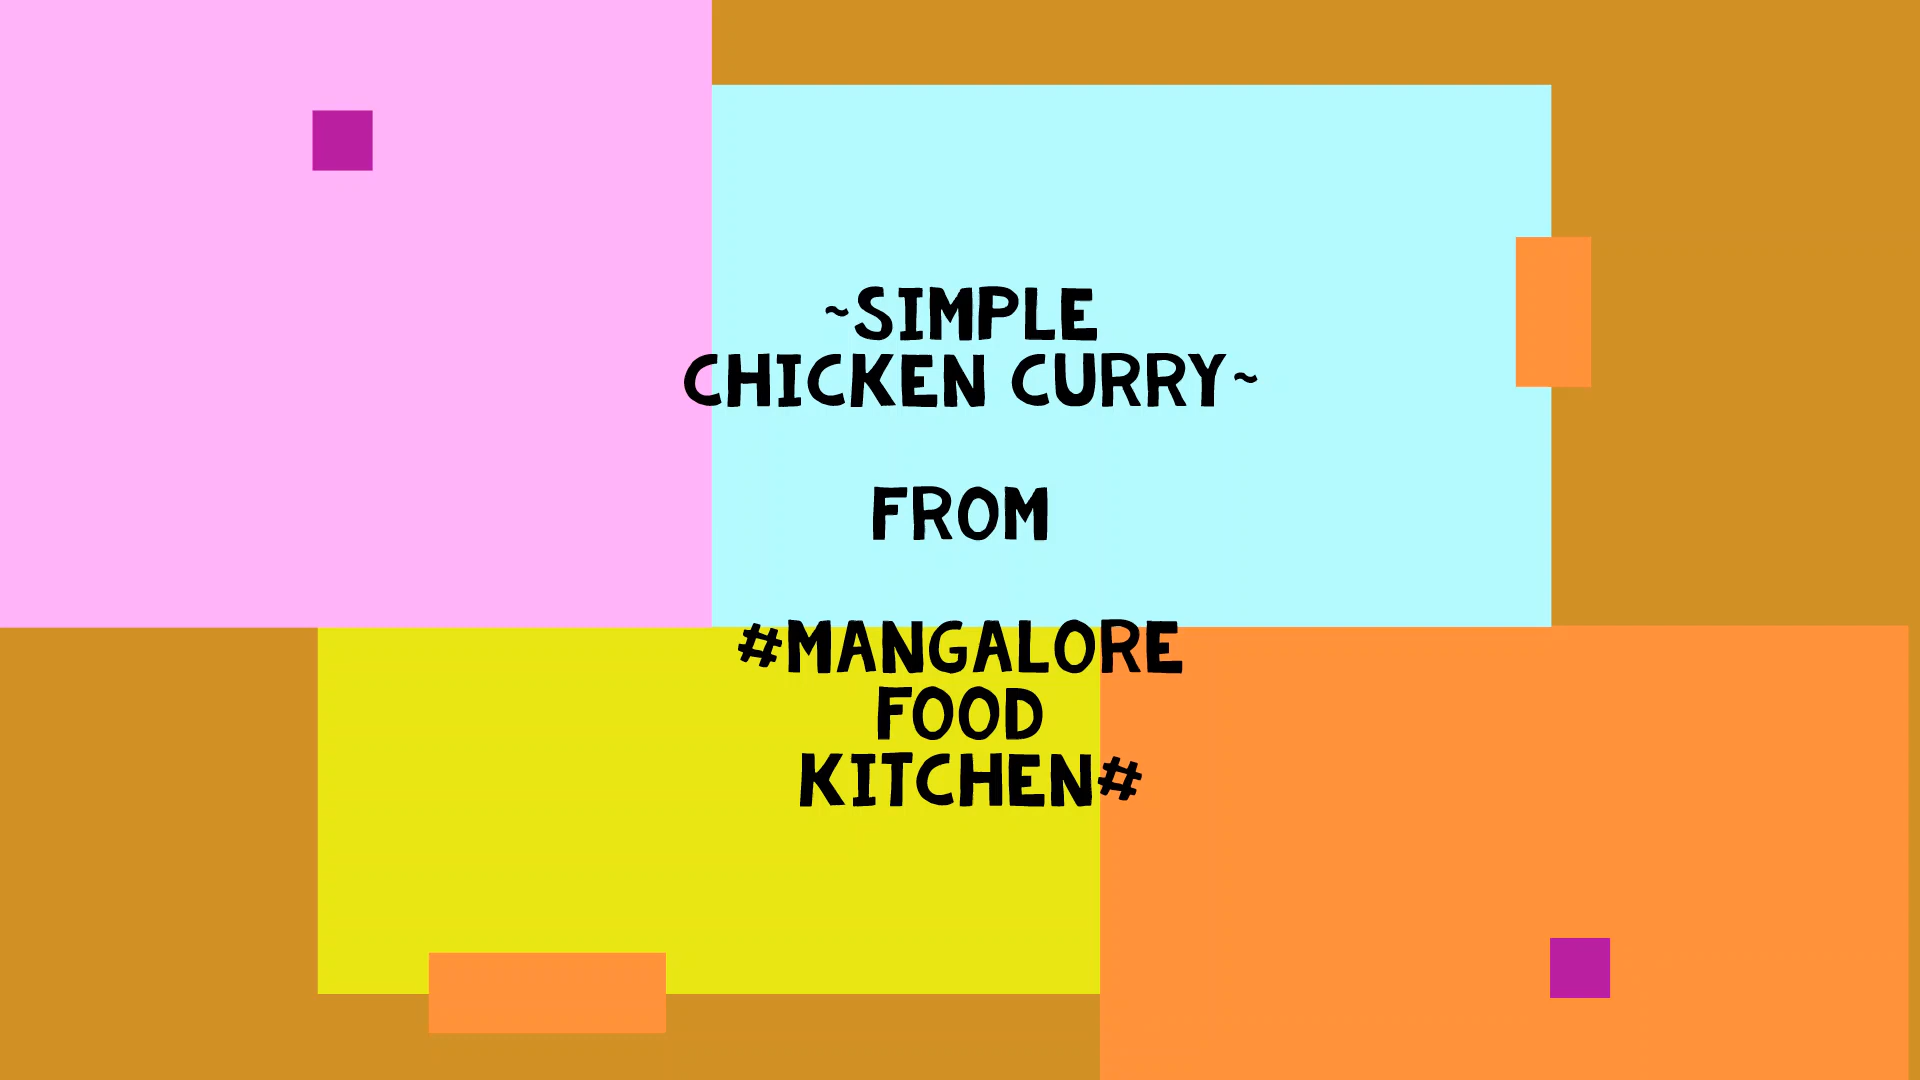 ~SIMPLE
CHICKEN CURRY~
FROM
#MANGALORE
FOOD
KITCHEN#